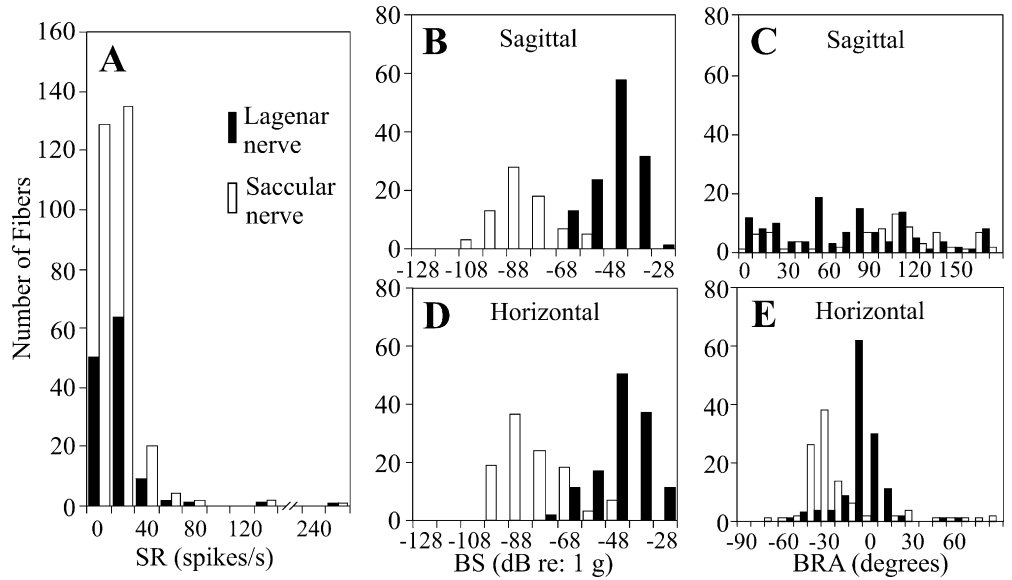 A
160
140
120
100
80
60
40
20
0
Number of Fibers
Lagenar
nerve
Saccular
nerve
0 40 80 120 240
SR (spikes/s)
B
Sagittal
80
60
40
20
0
-128 -108 -88 -68 -48 -28
C
Sagittal
80
60
40
20
0
0 30 60 90 120 150
D
Horizontal
80
60
40
20
0
-128 -108 -88 -68 -48 -28
BS (dB re: 1 g)
E
Horizontal
80
60
40
20
0
-90 -60 -30 0 30 60
BRA (degrees)